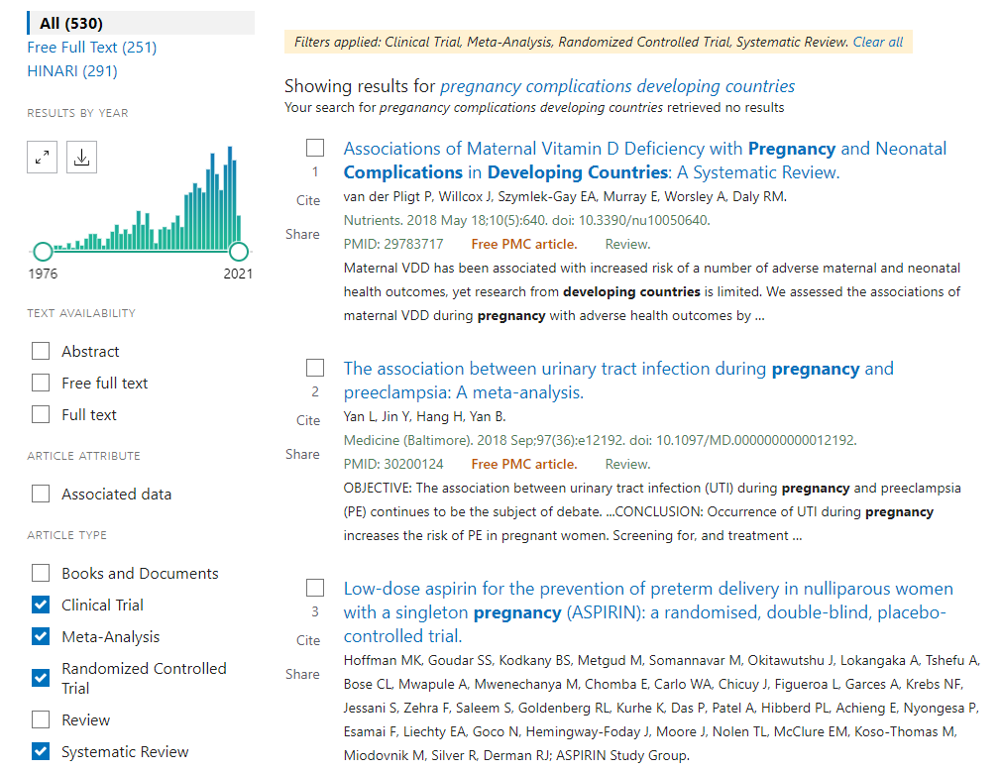 All (530)
Free Full Text (251)
HINARI (291)
RESULTS BY YEAR
1976
2021
TEXT AVAILABILITY
Abstract
Free full text
Full text
ARTICLE ATTRIBUTE
Associated data
ARTICLE TYPE
Books and Documents
Clinical Trial
Meta-Analysis
Randomized Controlled
Trial
Review
Systematic Review
Filters applied: Clinical Trial, Meta-Analysis, Randomized Controlled Trial, Systematic Review. Clear all
Showing results for pregnancy complications developing countries
Your search for preganancy complications developing countries retrieved no results
1
Cite
Share
Associations of Maternal Vitamin D Deficiency with Pregnancy and Neonatal
Complications in Developing Countries: A Systematic Review.
van der Pligt P, Willcox J, Szymlek-Gay EA, Murray E, Worsley A, Daly RM.
Nutrients. 2018 May 18;10(5):640. doi: 10.3390/nu10050640.
PMID: 29783717 Free PMC article. Review.
Maternal VDD has been associated with increased risk of a number of adverse maternal and neonatal
health outcomes, yet research from developing countries is limited. We assessed the associations of
maternal VDD during pregnancy with adverse health outcomes by ...
2
Cite
Share
The association between urinary tract infection during pregnancy and
preeclampsia: A meta-analysis.
Yan L, Jin Y, Hang H, Yan B.
Medicine (Baltimore). 2018 Sep;97(36):e12192. doi: 10.1097/MD.0000000000012192.
PMID: 30200124 Free PMC article. Review.
OBJECTIVE: The association between urinary tract infection (UTI) during pregnancy and preeclampsia
(PE) continues to be the subject of debate. ...CONCLUSION: Occurrence of UTI during pregnancy
increases the risk of PE in pregnant women. Screening for, and treatment ...
3
Cite
Share
Low-dose aspirin for the prevention of preterm delivery in nulliparous women
with a singleton pregnancy (ASPIRIN): a randomised, double-blind, placebo-
controlled trial.
Hoffman MK, Goudar SS, Kodkany BS, Metgud M, Somannavar M, Okitawutshu J, Lokangaka A, Tshefu A,
Bose CL, Mwapule A, Mwenechanya M, Chomba E, Carlo WA, Chicuy J, Figueroa L, Garces A, Krebs NF,
Jessani S, Zehra F, Saleem S, Goldenberg RL, Kurhe K, Das P, Patel A, Hibberd PL, Achieng E, Nyongesa P,
Esamai F, Liechty EA, Goco N, Hemingway-Foday J, Moore J, Nolen TL, McClure EM, Koso-Thomas M,
Miodovnik M, Silver R, Derman RJ; ASPIRIN Study Group.